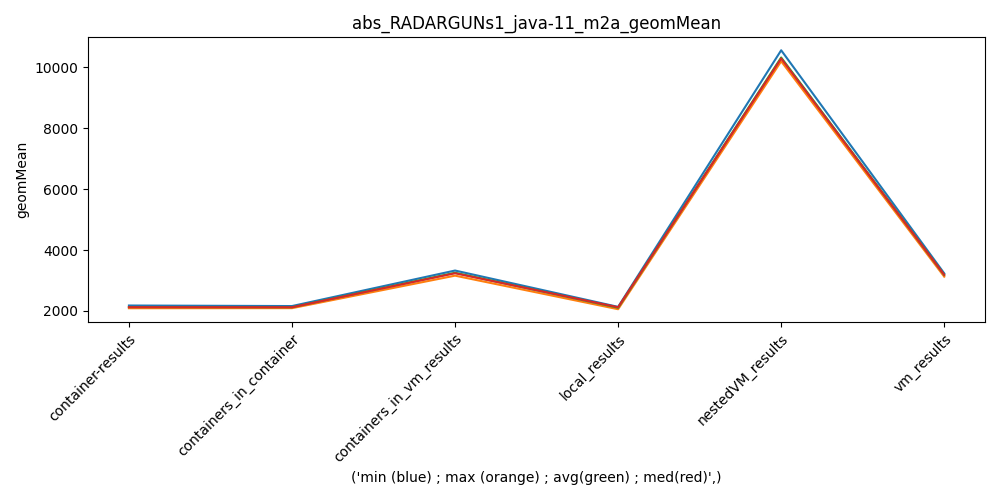 abs_RADARGUNs1_java-11_m2a_geomMean
geomMean
10000
8000
6000
4000
2000
container-results
containers_in_container
containers_in_vm_results
local_results
nestedVM_results
vm_results
('min (blue) ; max (orange) ; avg(green) ; med(red)',)